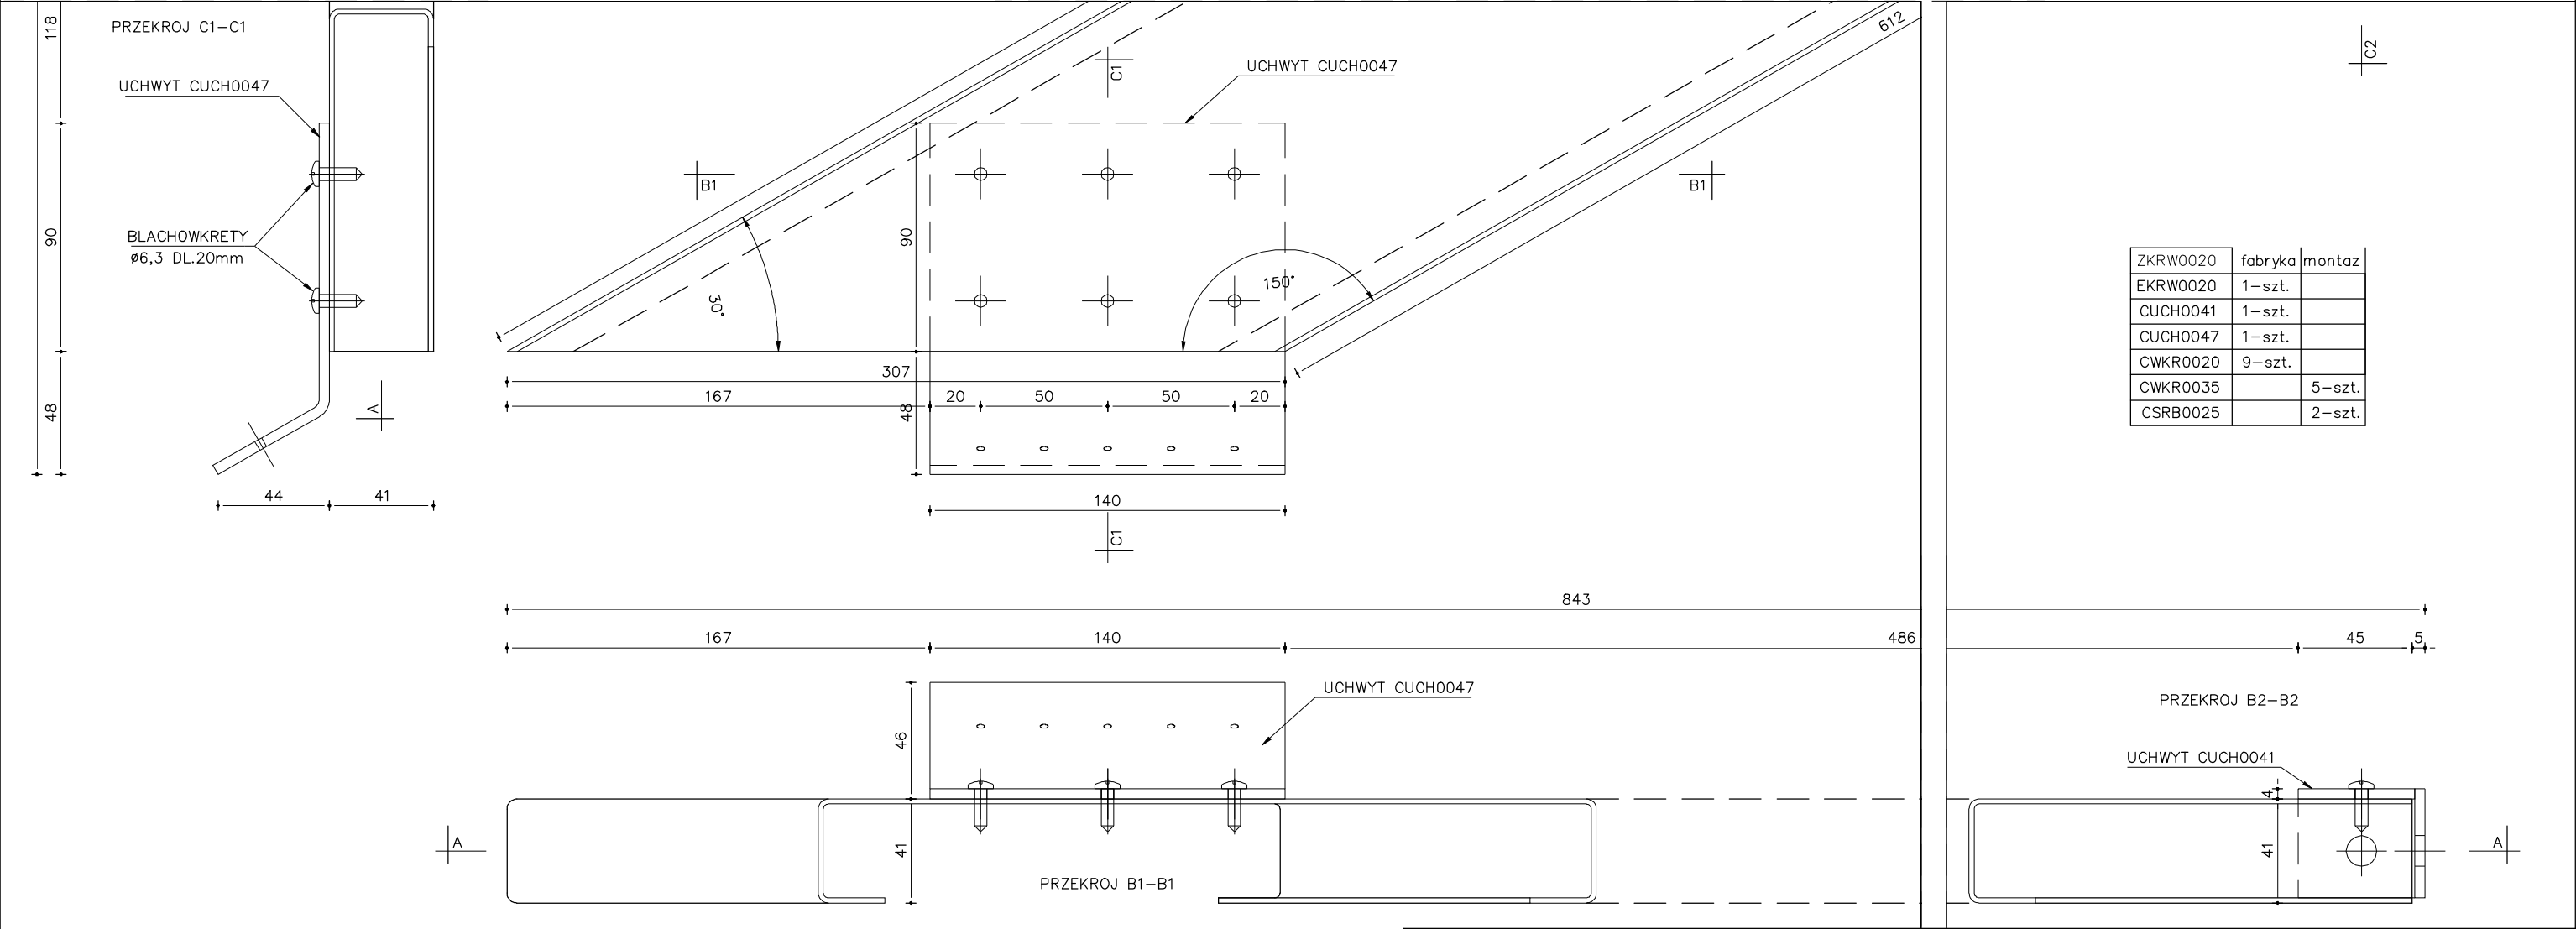 PRZEKROJ C1-C1
118
UCHWYT CUCH0047
90
BLACHOWKRETY
ø6,3 DL.20mm
48
A
44
41
C1
UCHWYT CUCH0047
612
C2
B1
B1
90
30°
150°
307
167
20
50
50
20
48
140
C1
ZKRW0020 fabryka montaz
EKRW0020 1-szt.
CUCH0041 1-szt.
CUCH0047 1-szt.
CWKR0020 9-szt.
CWKR0035 5-szt.
CSRB0025 2-szt.
843
167
140
486
45
5
UCHWYT CUCH0047
PRZEKROJ B2-B2
46
UCHWYT CUCH0041
4
A
41
PRZEKROJ B1-B1
41
A